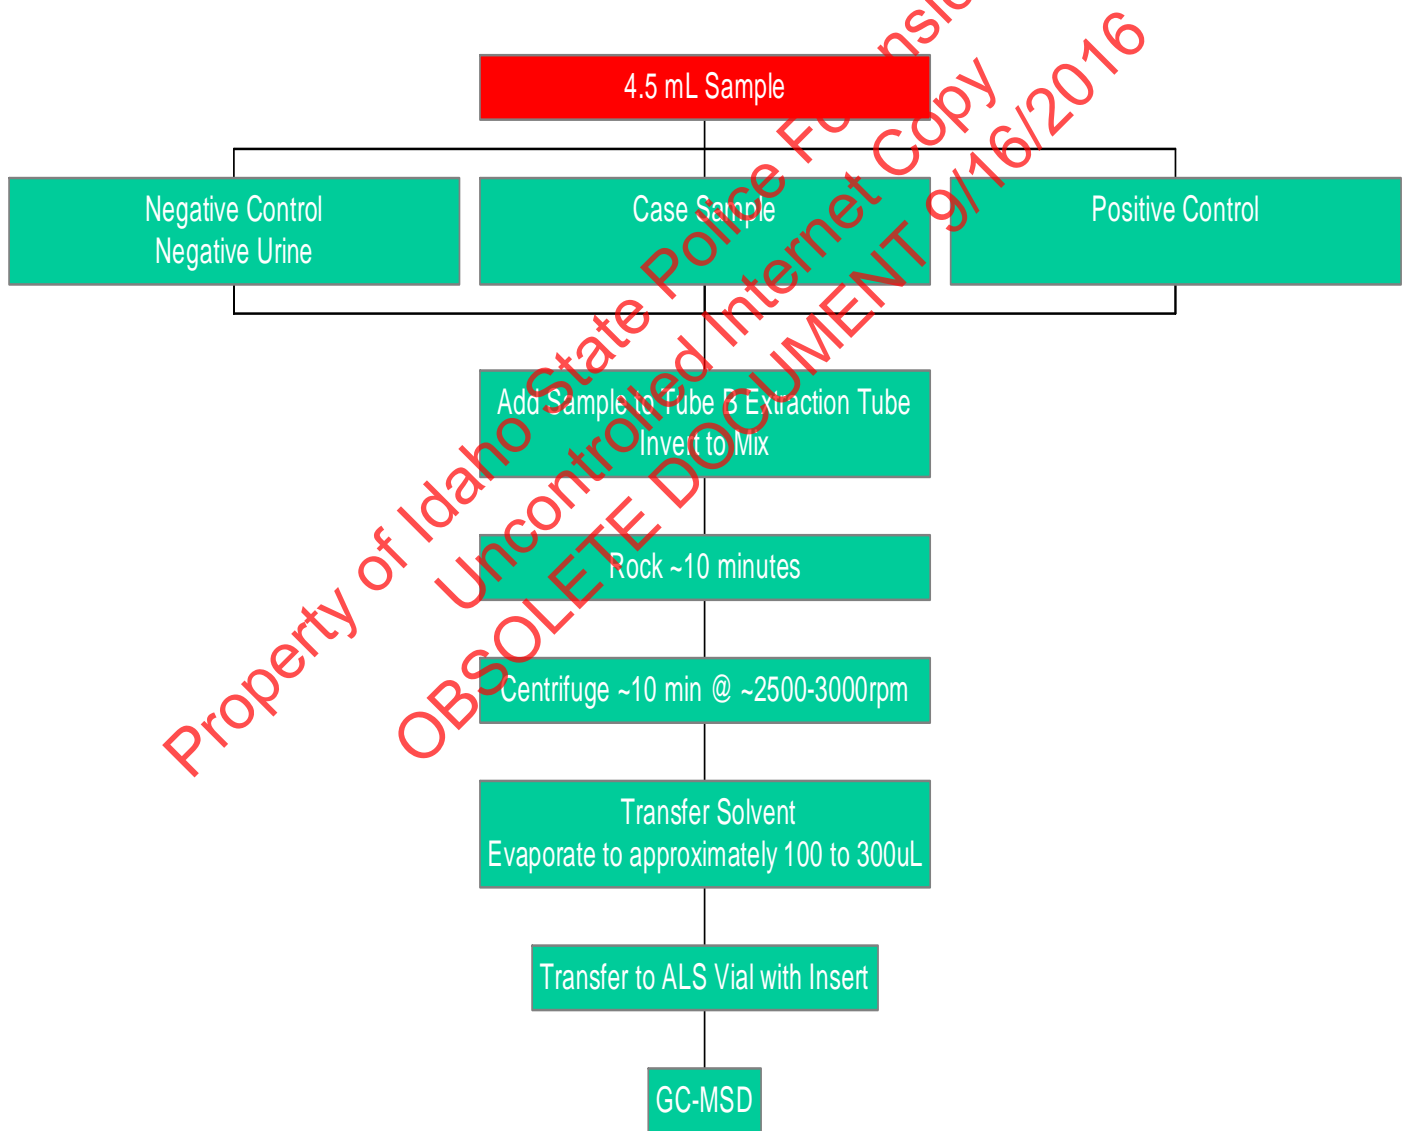 4.5 mL Sample
Negative Control
Negative Urine
Case Sample
Positive Control
Add Sample to Tube B Extraction Tube
Invert to Mix
Rock ~10 minutes
Centrifuge ~10 min @ ~2500-3000rpm
Transfer Solvent
Evaporate to approximately 100 to 300uL
Transfer to ALS Vial with Insert
GC-MSD
Property of Idaho State Police
Uncontrolled Internet Copy
OBSOLETE DOCUMENT 9/16/2016